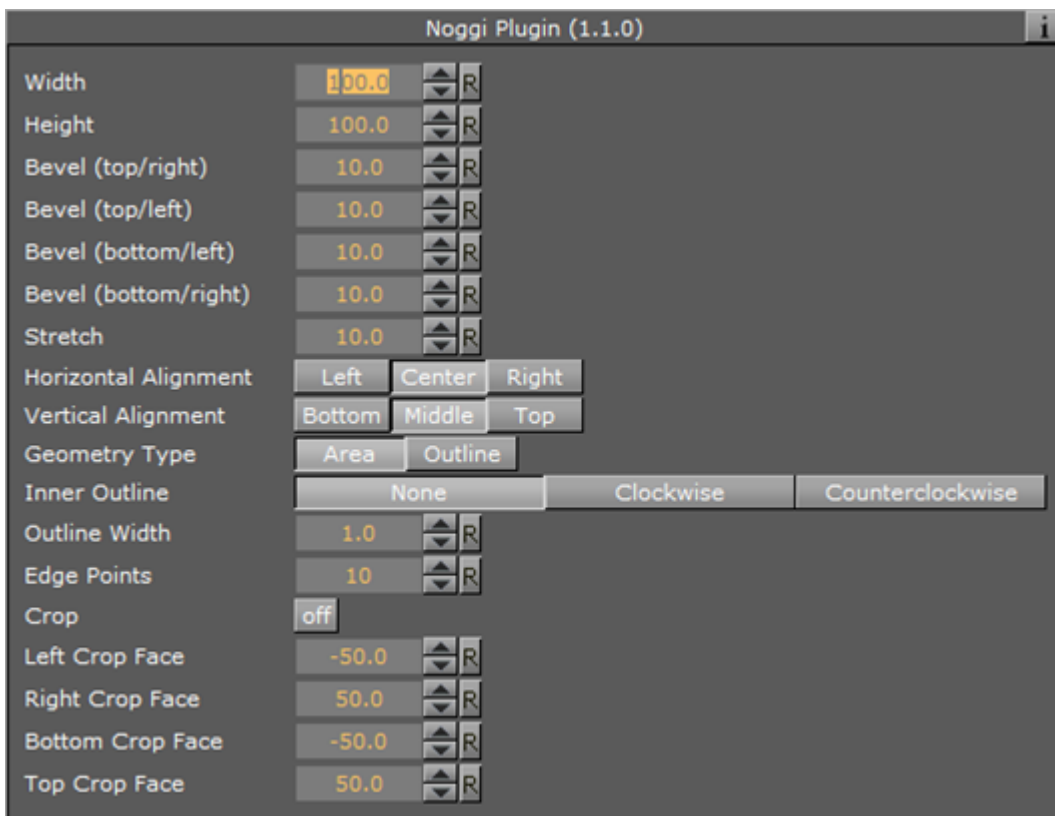 Noggi Plugin (1.1.0) i
Width 100.0 R
Height 100.0 R
Bevel (top/right) 10.0 R
Bevel (top/left) 10.0 R
Bevel (bottom/left) 10.0 R
Bevel (bottom/right) 10.0 R
Stretch 10.0 R
Horizontal Alignment Left Center Right
Vertical Alignment Bottom Middle Top
Geometry Type Area Outline
Inner Outline None Clockwise Counterclockwise
Outline Width 1.0 R
Edge Points 10 R
Crop off
Left Crop Face -50.0 R
Right Crop Face 50.0 R
Bottom Crop Face -50.0 R
Top Crop Face 50.0 R